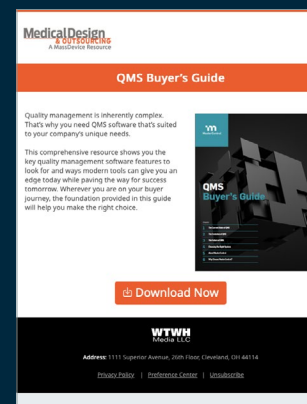 MedicalDesign
& OUTSOURCING
A MassDevice Resource
QMS Buyer's Guide
Quality management is inherently complex.
That's why you need QMS software that's suited
to your company's unique needs.
This comprehensive resource shows you the
key quality management software features to
look for and ways modern tools can give you an
edge today while paving the way for success
tomorrow. Wherever you are on your buyer
journey, the foundation provided in this guide
will help you make the right choice.
QMS
Buyer's Guide
Download Now
WTWH
Media LLC
Address: 1111 Superior Avenue, 26th Floor, Cleveland, OH 44114
Privacy Policy | Preference Center | Unsubscribe